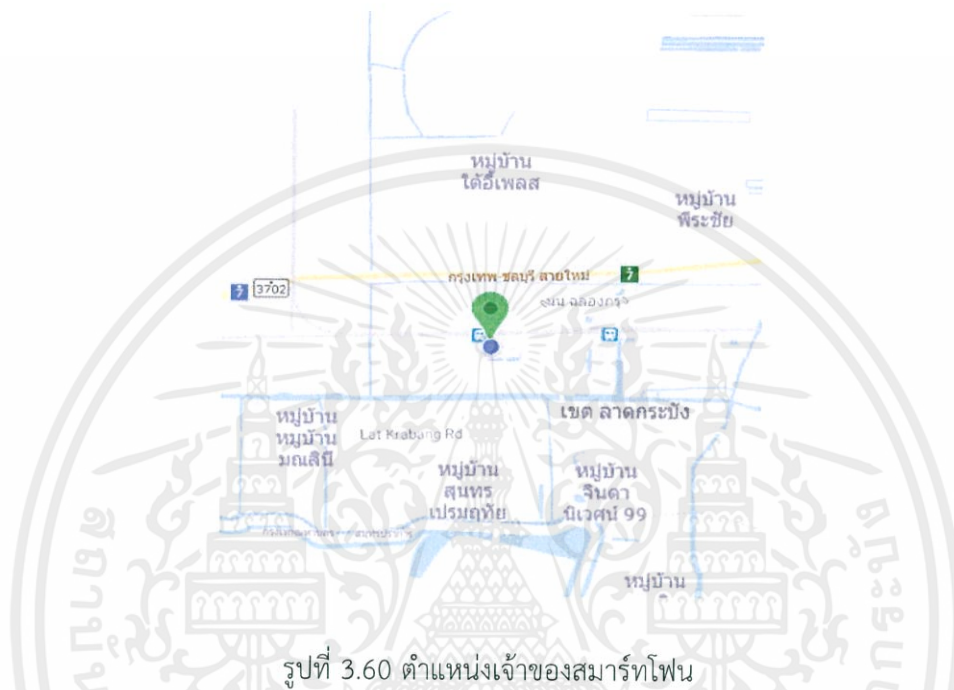 หมู่บ้าน
ใด้อี้เพลส
หมู่บ้าน
พีระชัย
กรุงเทพ-ชลบุรี สายใหม่
7
7
3702
ถนน ฉลองกรุง
เขต ลาดกระบัง
หมู่บ้าน
หมู่บ้าน
มณสินี
Lat Krabang Rd
หมู่บ้าน
สุนทร
เปรมฤทัย
หมู่บ้าน
จินดา
นิเวศน์ 99
หมู่บ้าน
รูปที่ 3.60 ตำแหน่งเจ้าของสมาร์ทโฟน